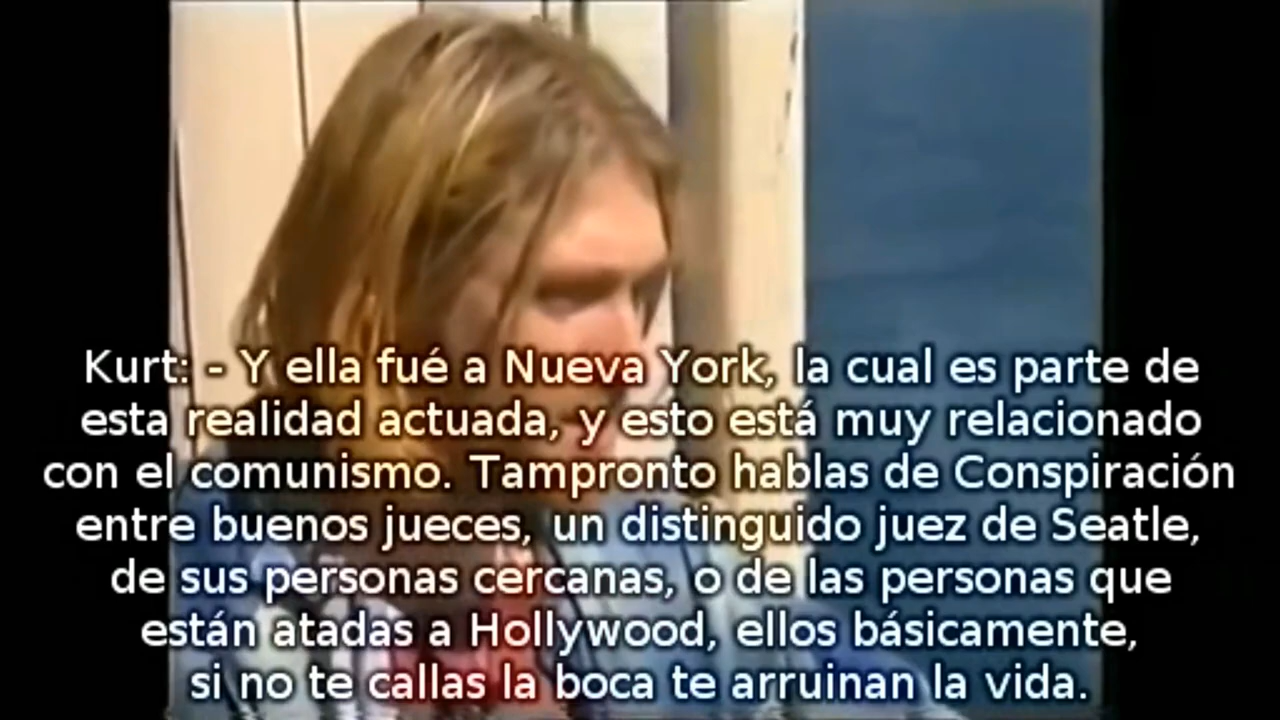 Kurt: - Y ella fué a Nueva York, la cual es parte de
esta realidad actuada, y esto está muy relacionado
con el comunismo. Tampronto hablas de Conspiración
entre buenos jueces, un distinguido juez de Seatle,
de sus personas cercanas, o de las personas que
están atadas a Hollywood, ellos básicamente,
si no te callas la boca te arruinan la vida.